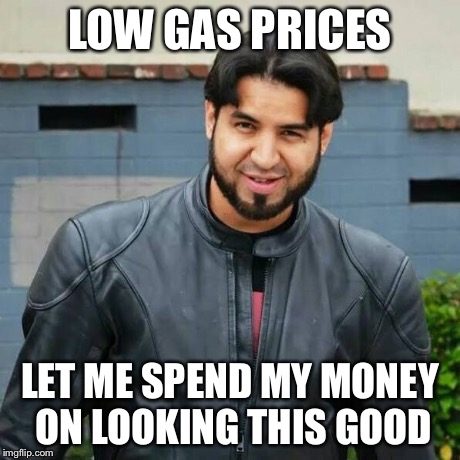 LOW GAS PRICES
LET ME SPEND MY MONEY
ON LOOKING THIS GOOD
imgflip.com